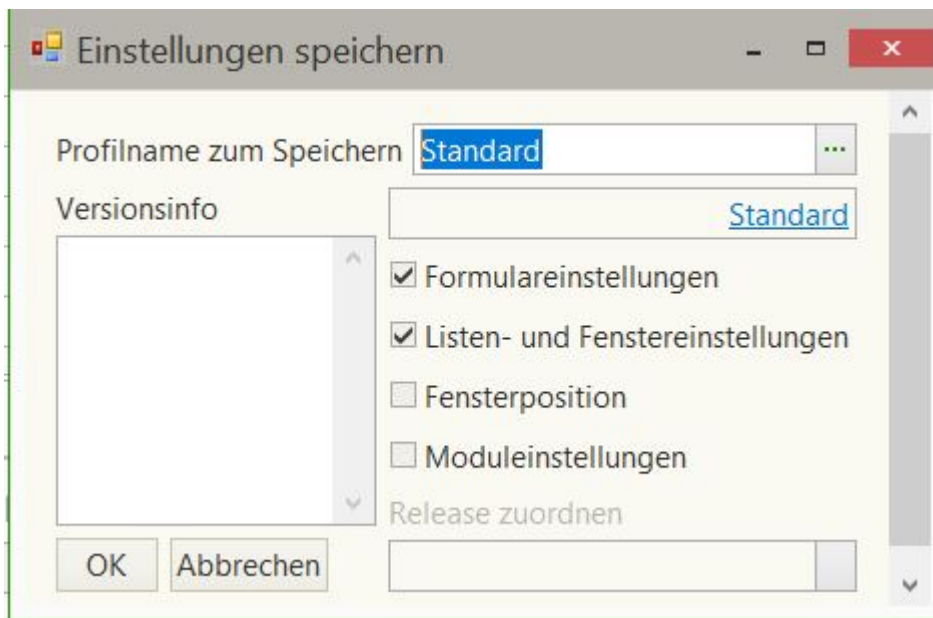 Einstellungen speichern
Profilname zum Speichern Standard ...
Versionsinfo
Standard
Formulareinstellungen
Listen- und Fenstereinstellungen
Fensterposition
Moduleinstellungen
Release zuordnen
OK Abbrechen